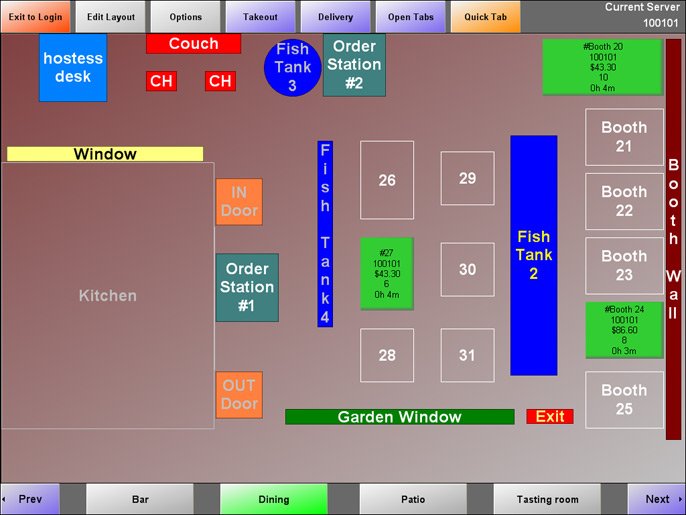 Exit to Login
Edit Layout
Options
Takeout
Delivery
Open Tabs
Quick Tab
Current Server
100101
hostess
desk
Couch
CH
CH
Fish
Tank
3
Order
Station
#2
#Booth 20
100101
$43.30
10
0h 4m
Window
Kitchen
IN
Door
Order
Station
#1
OUT
Door
Fish Tank 4
26
#27
100101
$43.30
6
0h 4m
28
29
30
31
Fish
Tank
2
Booth
21
Booth
22
Booth
23
#Booth 24
100101
$86.60
8
0h 3m
Booth
25
Booth Wall
Garden Window
Exit
Prev
Bar
Dining
Patio
Tasting room
Next